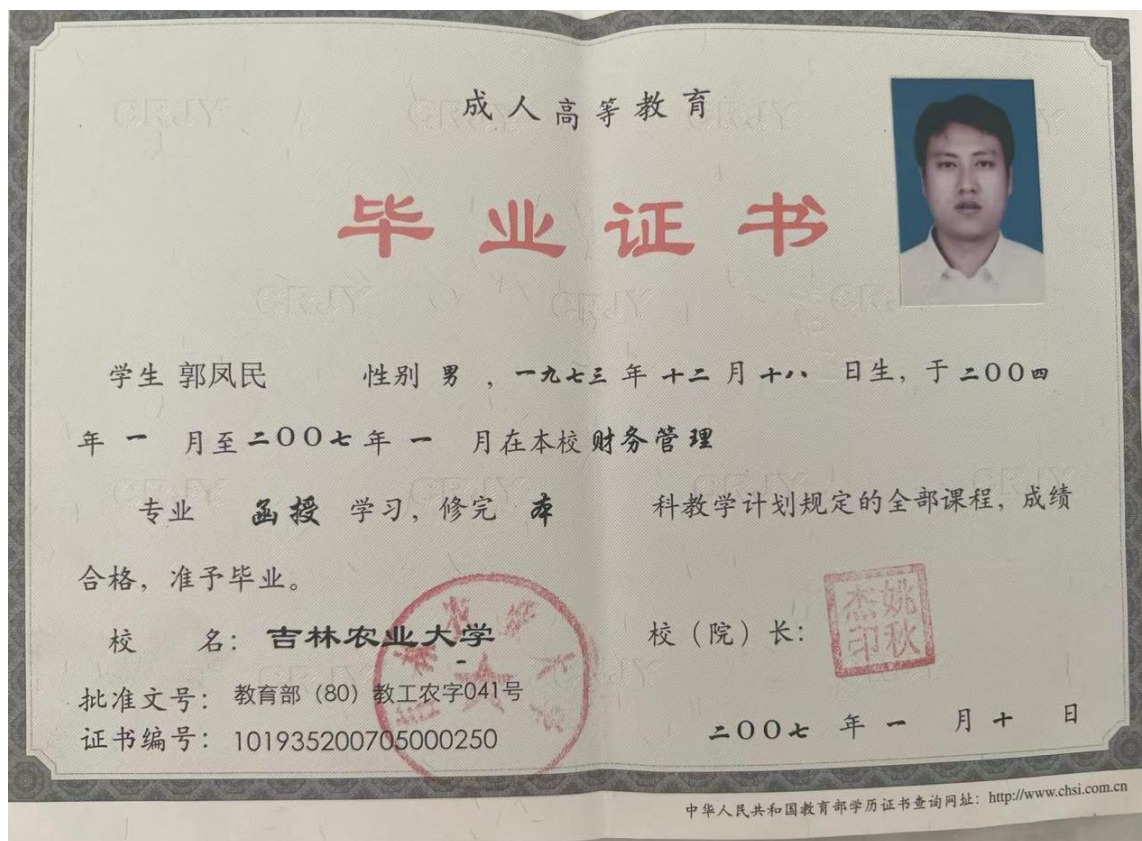 成人高等教育
毕业证书
学生 郭凤民 性别 男 ，一九七三 年 十二 月 十八 日生，于 二00四
年 一 月至 二00七 年 一 月在本校 财务管理
专业 函授 学习，修完 本 科教学计划规定的全部课程，成绩
合格，准予毕业。
校 名： 吉林农业大学 校（院）长：
姚秋杰印
批准文号： 教育部（80）教工农字041号
证书编号： 101935200705000250 二00七 年 一 月 十 日
中华人民共和国教育部学历证书查询网址： http://www.chsi.com.cn